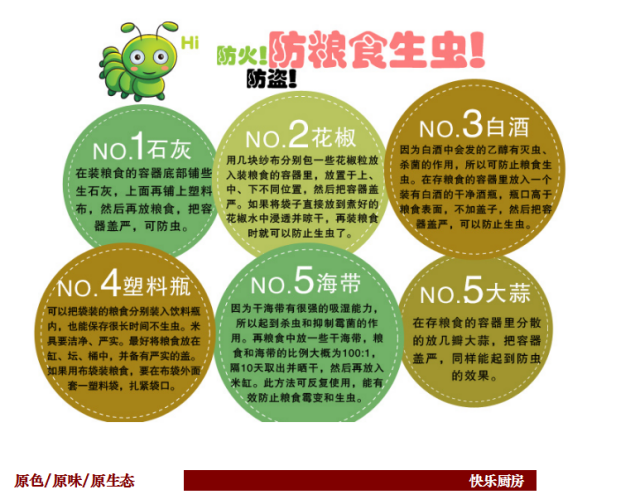 Hi
防火!防粮食生虫!
防盗!
NO.1石灰
在装粮食的容器底部铺些
生石灰，上面再铺上塑料
布，然后再放粮食，把容
器盖严，可防虫。
NO.2花椒
用几块纱布分别包一些花椒粒放
入装粮食的容器里，放置于上、
中、下不同位置，然后把容器盖
严。如果将袋子直接放到煮好的
花椒水中浸透并晾干，再装粮食
时就可以防止生虫了。
NO.3白酒
因为白酒中会发的乙醇有灭虫、
杀菌的作用，所以可防止粮食生
虫。在存粮食的容器里放入一个
装有白酒的干净酒瓶，瓶口高于
粮食表面，不加盖子，然后把容
器盖严，可以防止生虫。
NO.4塑料瓶
可以把袋装的粮食分别装入饮料瓶
内，也能保存很长时间不生虫。米
具要洁净、严实。最好将粮食放在
缸、坛、桶中，并备有严实的盖。
如果用布袋装粮食，要在布袋外面
套一塑料袋，扎紧袋口。
NO.5海带
因为干海带有很强的吸湿能力，
所以起到杀虫和抑制霉菌的作
用。再粮食中放一些干海带，粮
食和海带的比例大概为100:1，
隔10天取出并晒干，然后再放入
米缸。此方法可反复使用，能有
效防止粮食霉变和生虫。
NO.5大蒜
在存粮食的容器里分散
的放几瓣大蒜，把容器
盖严，同样能起到防虫
的效果。
原色/原味/原生态
快乐厨房